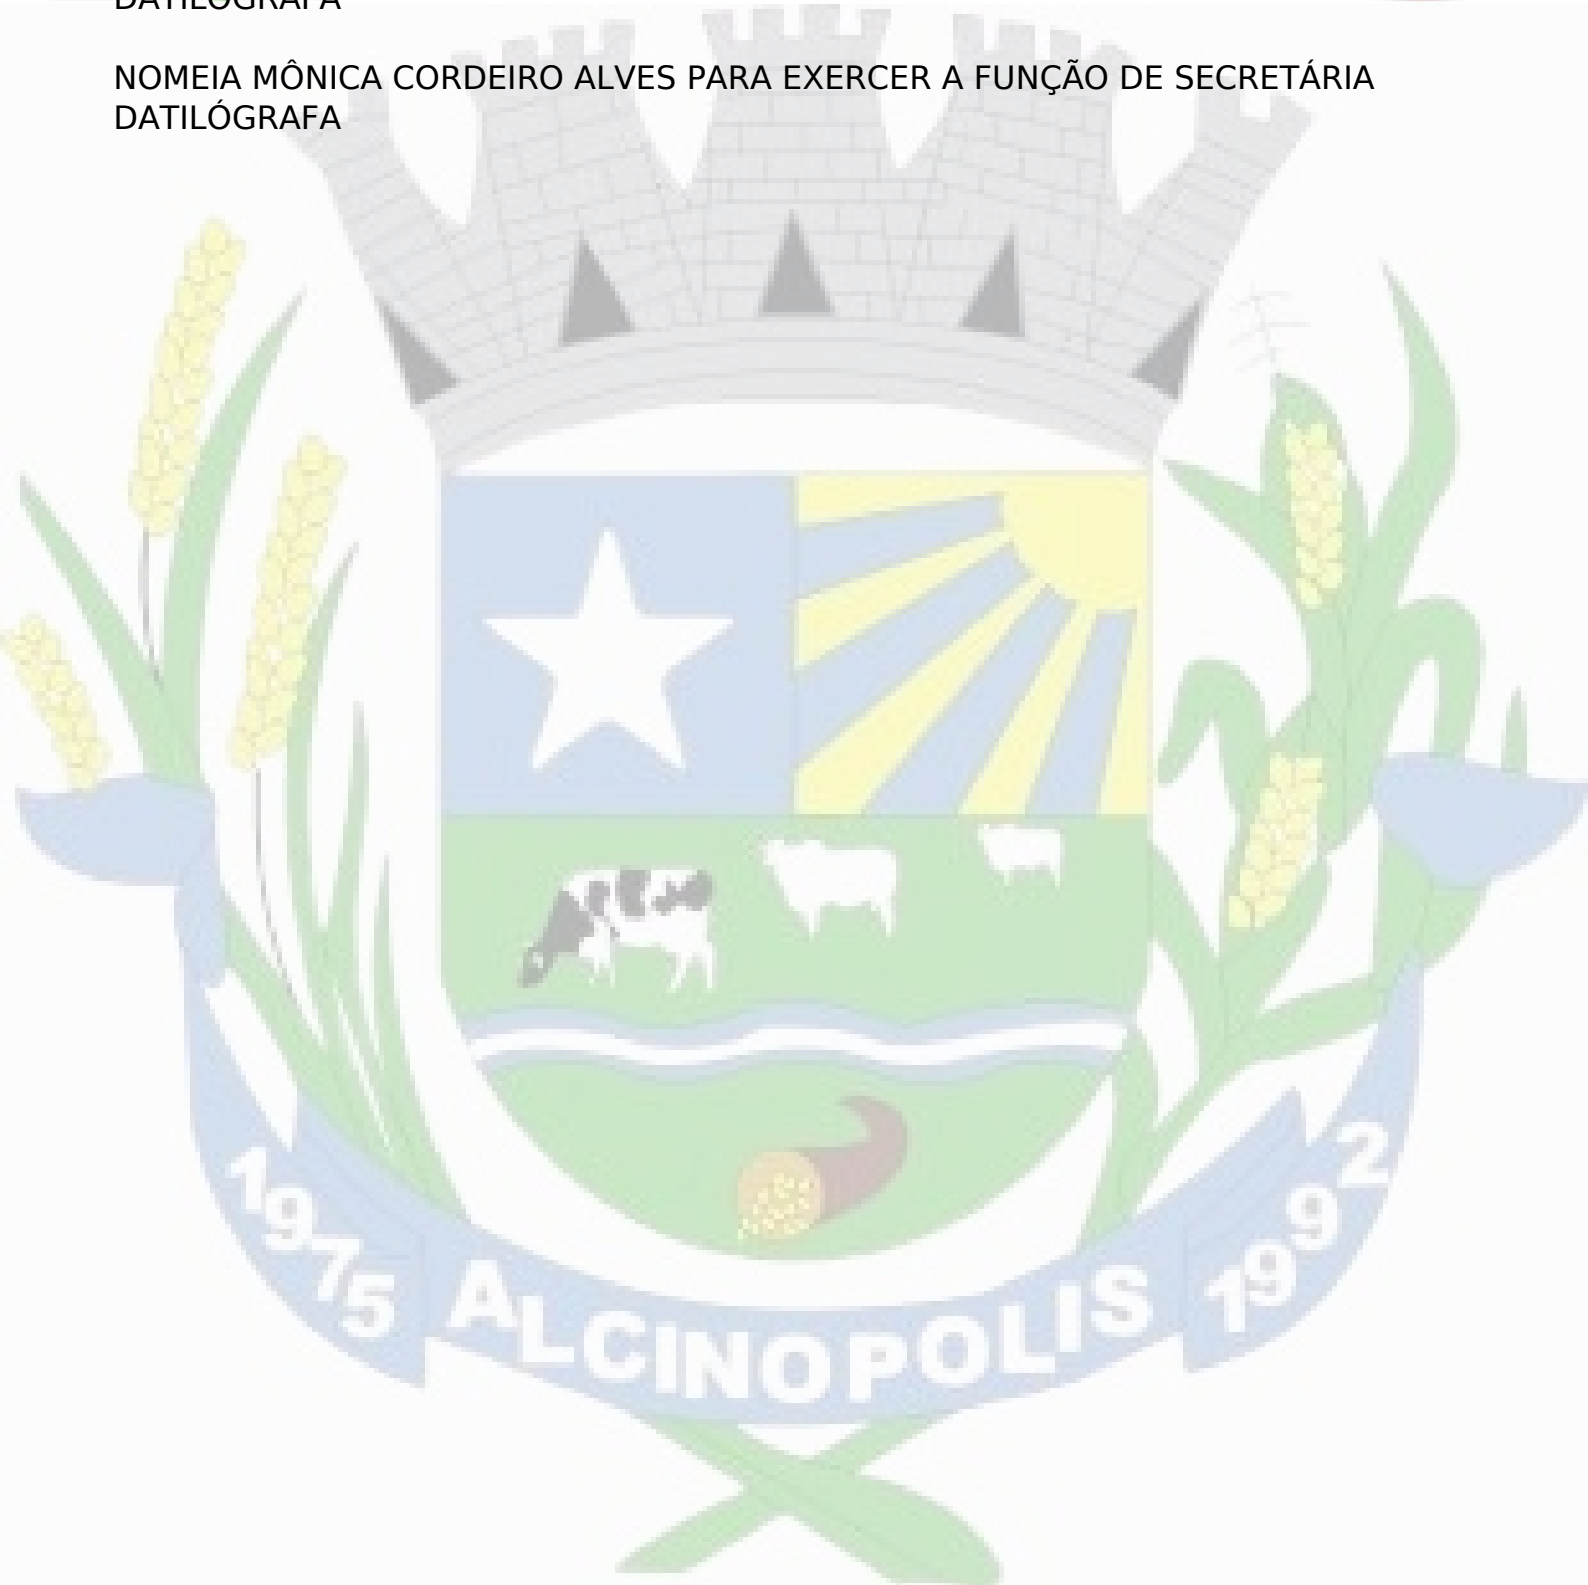 DATILÓGRAFA
NOMEIA MÔNICA CORDEIRO ALVES PARA EXERCER A FUNÇÃO DE SECRETÁRIA
DATILÓGRAFA
1975 ALCINOPOLIS 1992